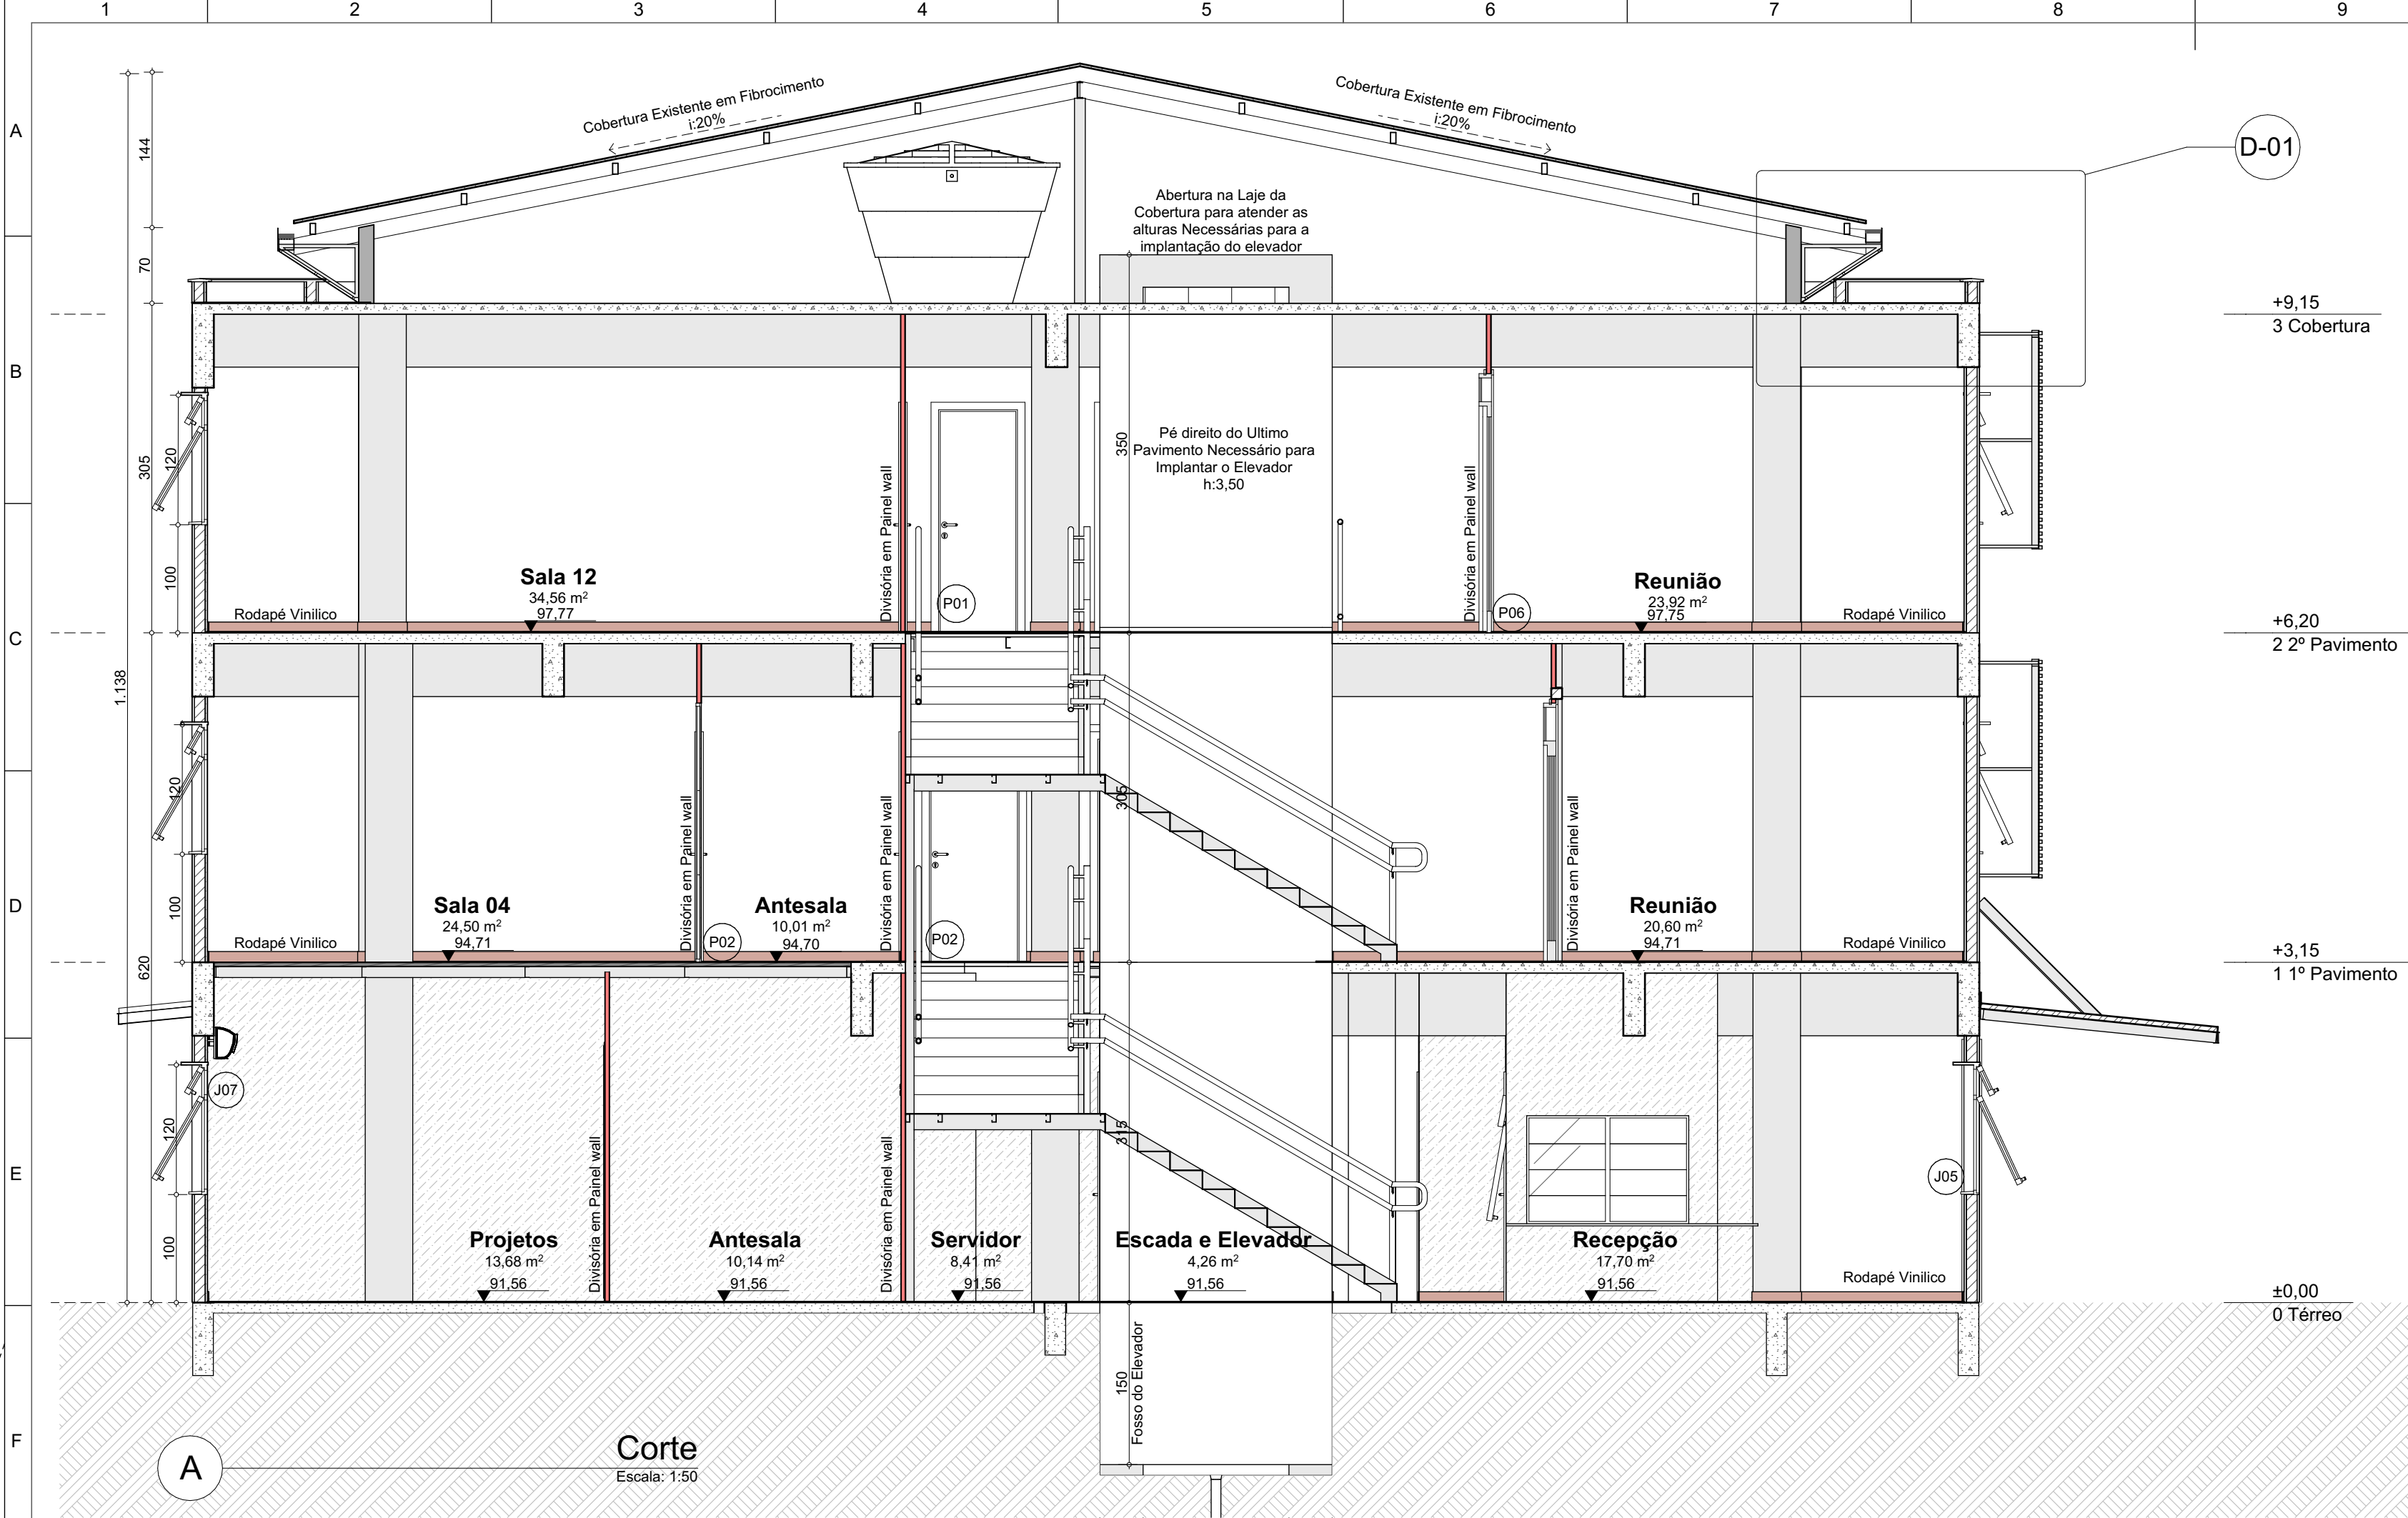 1 2 3 4 5 6 7 8 9
A
B
C
D
E
F
Cobertura Existente em Fibrocimento
i:20%
Cobertura Existente em Fibrocimento
i:20%
D-01
144
70
305
1.138
620
Abertura na Laje da
Cobertura para atender as
alturas Necessárias para a
implantação do elevador
+9,15
3 Cobertura
120
100
350
Pé direito do Ultimo
Pavimento Necessário para
Implantar o Elevador
h:3,50
Divisória em Painel wall
Divisória em Painel wall
Sala 12
34,56 m²
97,77
Rodapé Vinilico
P01
P06
Reunião
23,92 m²
97,75
Rodapé Vinilico
+6,20
2 2º Pavimento
120
100
305
Divisória em Painel wall
Divisória em Painel wall
Divisória em Painel wall
Sala 04
24,50 m²
94,71
Rodapé Vinilico
P02
Antesala
10,01 m²
94,70
P02
Reunião
20,60 m²
94,71
Rodapé Vinilico
+3,15
1 1º Pavimento
J07
120
100
315
J05
Divisória em Painel wall
Divisória em Painel wall
Projetos
13,68 m²
91,56
Antesala
10,14 m²
91,56
Servidor
8,41 m²
91,56
Escada e Elevador
4,26 m²
91,56
Recepção
17,70 m²
91,56
Rodapé Vinilico
±0,00
0 Térreo
150
Fosso do Elevador
A
Corte
Escala: 1:50